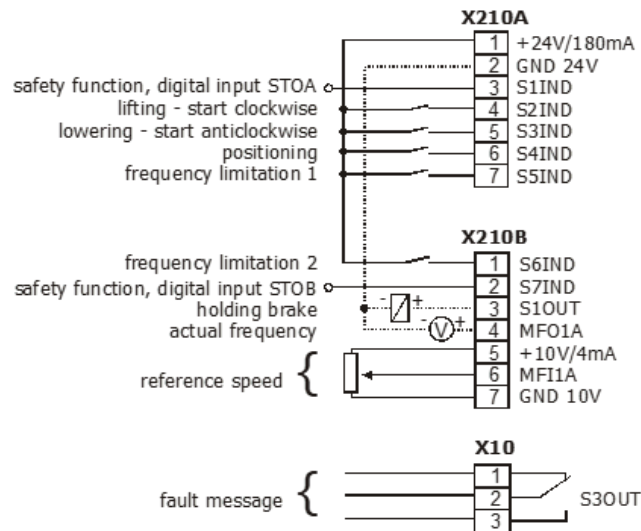 X210A
1 +24V/180mA
2 GND 24V
safety function, digital input STOA 3 S1IND
lifting - start clockwise 4 S2IND
lowering - start anticlockwise 5 S3IND
positioning 6 S4IND
frequency limitation 1 7 S5IND
X210B
frequency limitation 2 1 S6IND
safety function, digital input STOB 2 S7IND
holding brake - + 3 S1OUT
actual frequency - V + 4 MFO1A
5 +10V/4mA
reference speed { 6 MFI1A
7 GND 10V
X10
1
fault message { 2 S3OUT
3